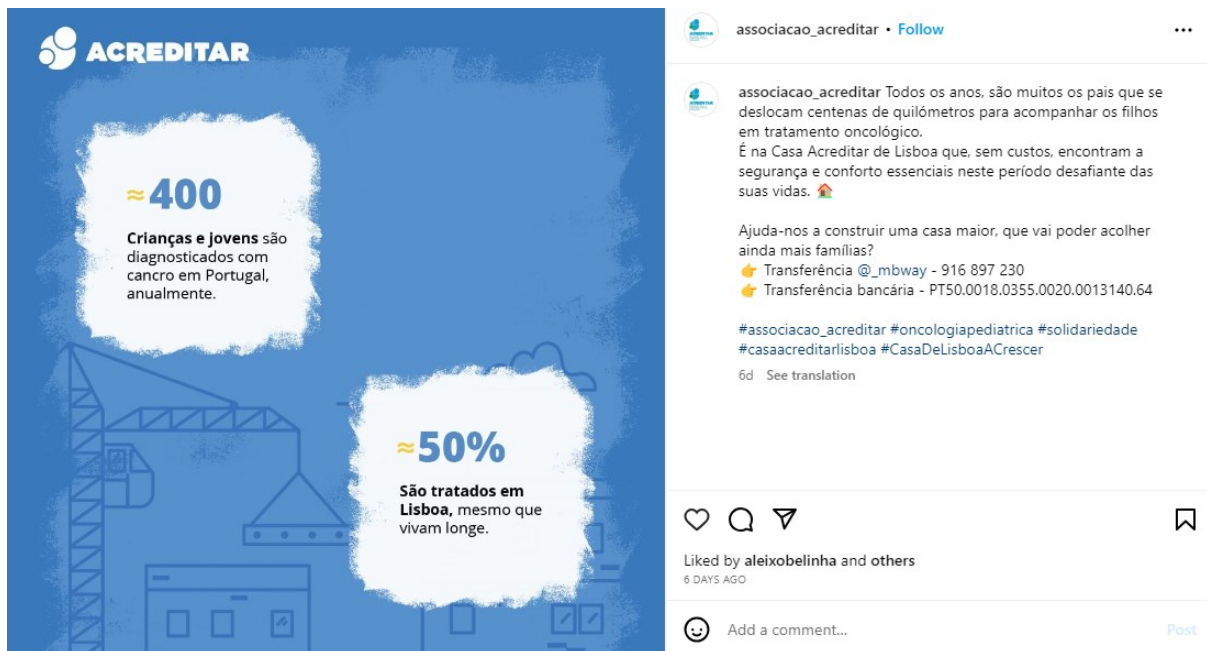 ACREDITAR
≈400
Crianças e jovens são
diagnosticados com
cancro em Portugal,
anualmente.
≈50%
São tratados em
Lisboa, mesmo que
vivam longe.
associacao_acreditar • Follow
associacao_acreditar Todos os anos, são muitos os pais que se
deslocam centenas de quilómetros para acompanhar os filhos
em tratamento oncológico.
É na Casa Acreditar de Lisboa que, sem custos, encontram a
segurança e conforto essenciais neste período desafiante das
suas vidas. 🏠
Ajuda-nos a construir uma casa maior, que vai poder acolher
ainda mais famílias?
👉 Transferência @_mbway - 916 897 230
👉 Transferência bancária - PT50.0018.0355.0020.0013140.64
#associacao_acreditar #oncologiapediatrica #solidariedade
#casaacreditarlisboa #CasaDeLisboaACrescer
6d See translation
Liked by aleixobelinha and others
6 DAYS AGO
Add a comment...
Post